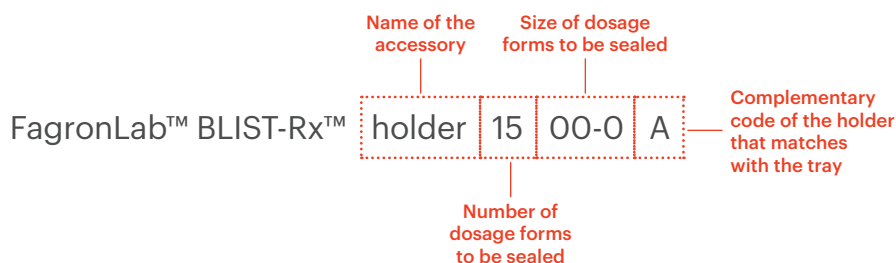 Name of the
accessory
Size of dosage
forms to be sealed
FagronLab™ BLIST-Rx™ holder 15 00-0 A
Complementary
code of the holder
that matches
with the tray
Number of
dosage forms
to be sealed